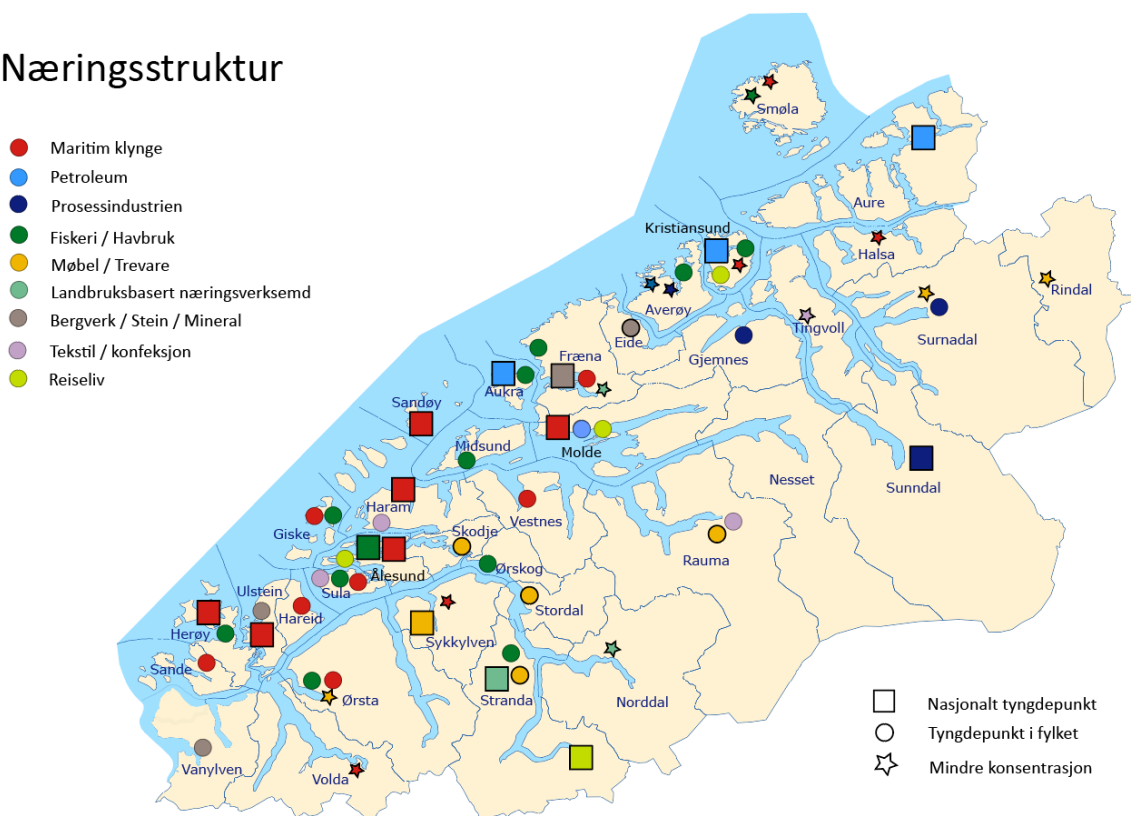 Næringsstruktur
Maritim klynge
Petroleum
Prosessindustrien
Fiskeri / Havbruk
Møbel / Trevare
Landbruksbasert næringsverksemd
Bergverk / Stein / Mineral
Tekstil / konfeksjon
Reiseliv
Smøla
Aure
Kristiansund
Halsa
Rindal
Averøy
Tingvoll
Surnadal
Eide
Gjemnes
Fræna
Aukra
Sandøy
Midsund
Molde
Nesset
Sunndal
Haram
Vestnes
Giske
Skodje
Rauma
Ålesund
Ørskog
Ulstein
Sula
Hareid
Stordal
Herøy
Sykkylven
Sande
Ørsta
Stranda
Norddal
Vanylven
Volda
Nasjonalt tyngdepunkt
Tyngdepunkt i fylket
Mindre konsentrasjon